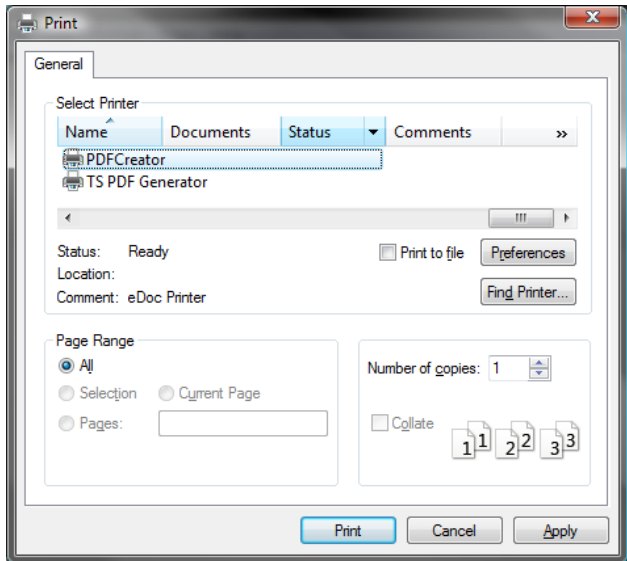 Print
General
Select Printer
Name Documents Status Comments »
PDFCreator
TS PDF Generator
Status: Ready Print to file Preferences
Location:
Comment: eDoc Printer Find Printer...
Page Range
All Number of copies: 1
Selection Current Page
Pages: Collate
1 1 2 2 3 3
Print Cancel Apply